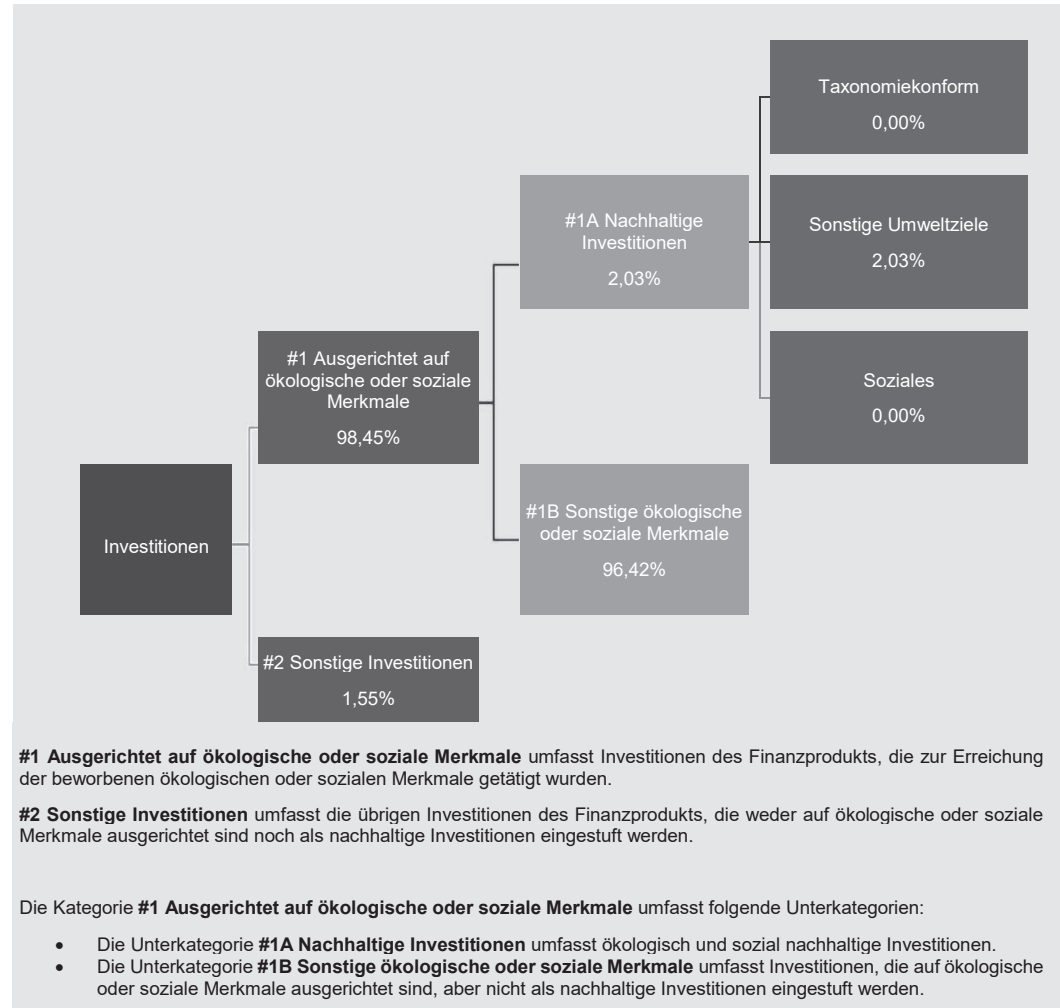 Taxonomiekonform
0,00%
#1A Nachhaltige
Investitionen
2,03%
Sonstige Umweltziele
2,03%
#1 Ausgerichtet auf
ökologische oder soziale
Merkmale
98,45%
Soziales
0,00%
Investitionen
#1B Sonstige ökologische
oder soziale Merkmale
96,42%
#2 Sonstige Investitionen
1,55%
#1 Ausgerichtet auf ökologische oder soziale Merkmale umfasst Investitionen des Finanzprodukts, die zur Erreichung
der beworbenen ökologischen oder sozialen Merkmale getätigt wurden.
#2 Sonstige Investitionen umfasst die übrigen Investitionen des Finanzprodukts, die weder auf ökologische oder soziale
Merkmale ausgerichtet sind noch als nachhaltige Investitionen eingestuft werden.
Die Kategorie #1 Ausgerichtet auf ökologische oder soziale Merkmale umfasst folgende Unterkategorien:
• Die Unterkategorie #1A Nachhaltige Investitionen umfasst ökologisch und sozial nachhaltige Investitionen.
• Die Unterkategorie #1B Sonstige ökologische oder soziale Merkmale umfasst Investitionen, die auf ökologische
oder soziale Merkmale ausgerichtet sind, aber nicht als nachhaltige Investitionen eingestuft werden.